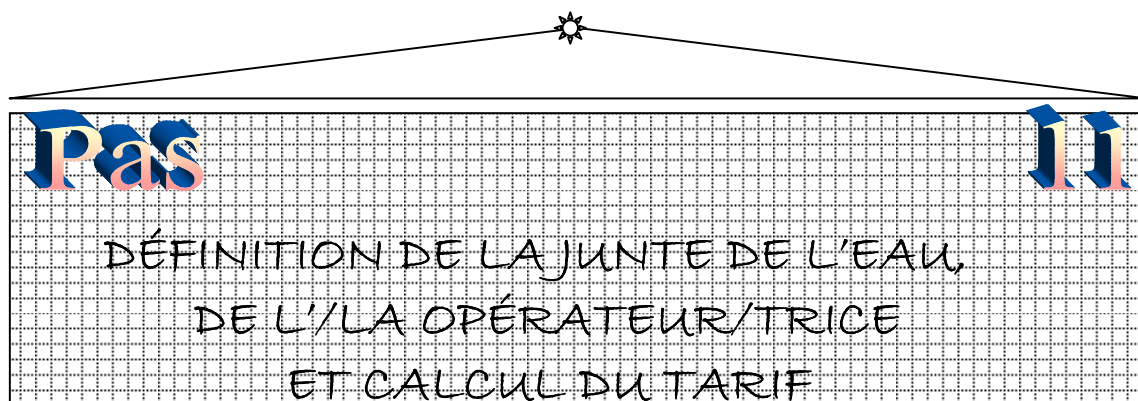 Pas 11
DÉFINITION DE LA JUNTE DE L'EAU,
DE L'/LA OPÉRATEUR/TRICE
ET CALCUL DU TARIF